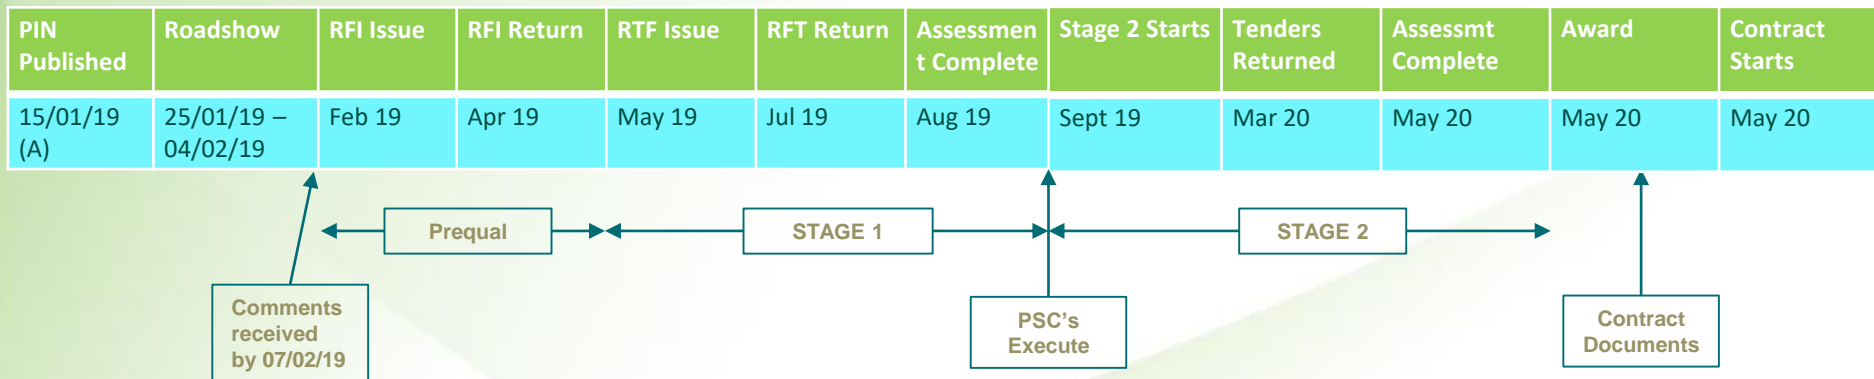 PIN Published
Roadshow
RFI Issue
RFI Return
RTF Issue
RFT Return
Assessmen
t Complete
Stage 2 Starts
Tenders
Returned
Assessmt
Complete
Award
Contract
Starts
15/01/19
(A)
25/01/19 –
04/02/19
Feb 19
Apr 19
May 19
Jul 19
Aug 19
Sept 19
Mar 20
May 20
May 20
May 20
Prequal
STAGE 1
STAGE 2
Comments
received
by 07/02/19
PSC's
Execute
Contract
Documents